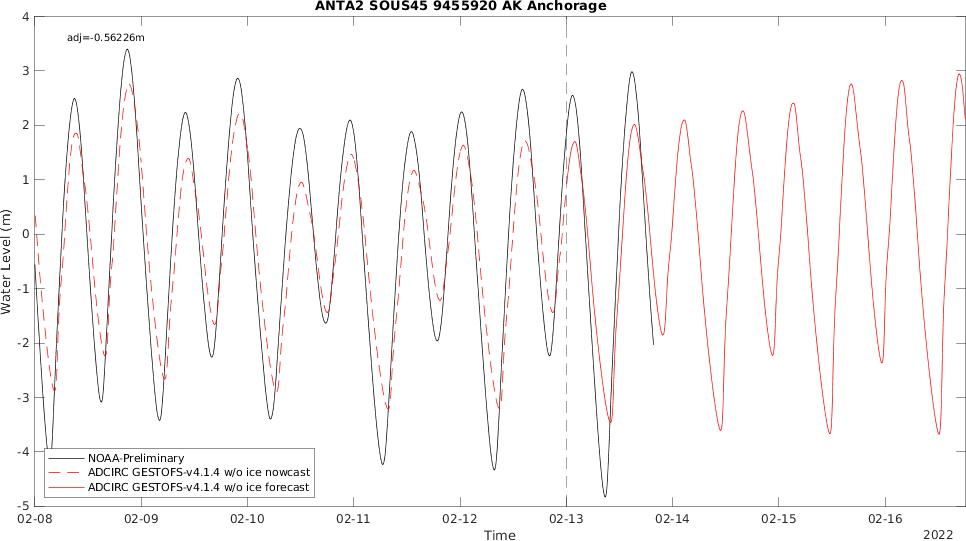 ANTA2 SOUS45 9455920 AK Anchorage
adj=-0.56226m
4
3
2
1
0
-1
-2
-3
-4
-5
Water Level (m)
NOAA-Preliminary
ADCIRC GESTOFS-v4.1.4 w/o ice nowcast
ADCIRC GESTOFS-v4.1.4 w/o ice forecast
02-08 02-09 02-10 02-11 02-12 02-13 02-14 02-15 02-16
Time
2022